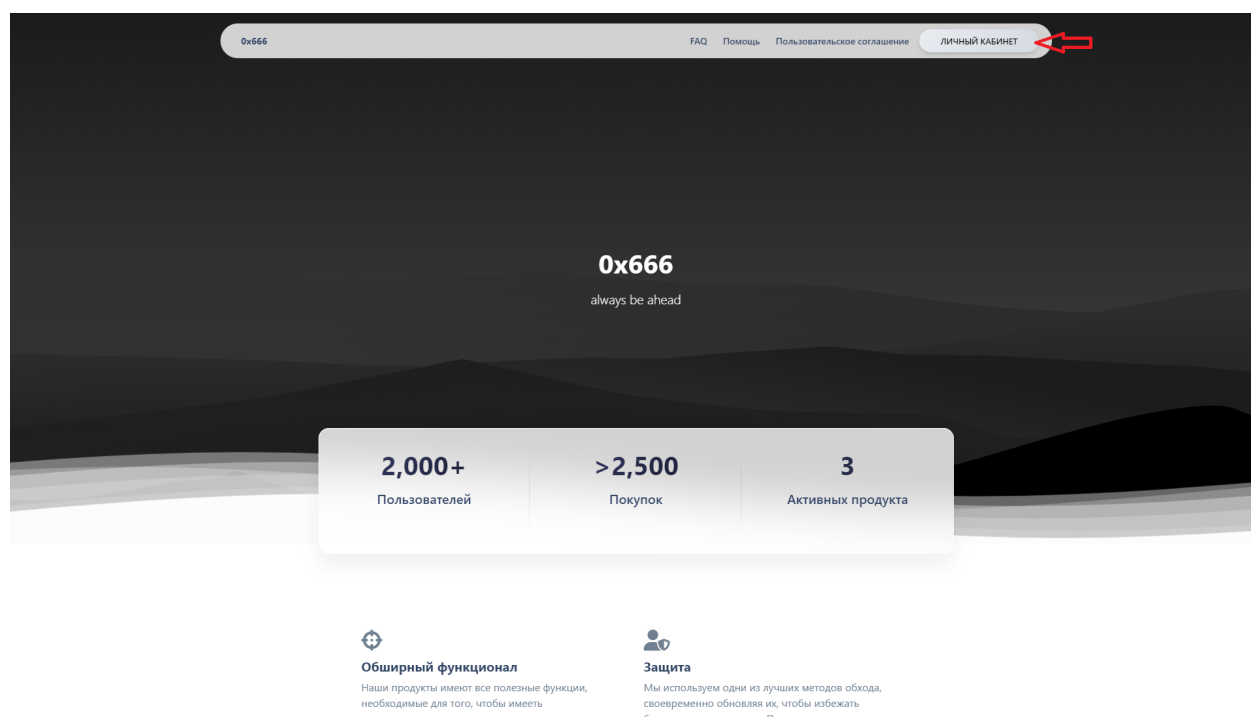 0x666
FAQ Помощь Пользовательское соглашение ЛИЧНЫЙ КАБИНЕТ
0x666
always be ahead
2,000+ >2,500 3
Пользователей Покупок Активных продукта
Обширный функционал
Наши продукты имеют все полезные функции,
необходимые для того, чтобы иметь
Защита
Мы используем одни из лучших методов обхода,
своевременно обновляя их, чтобы избежать